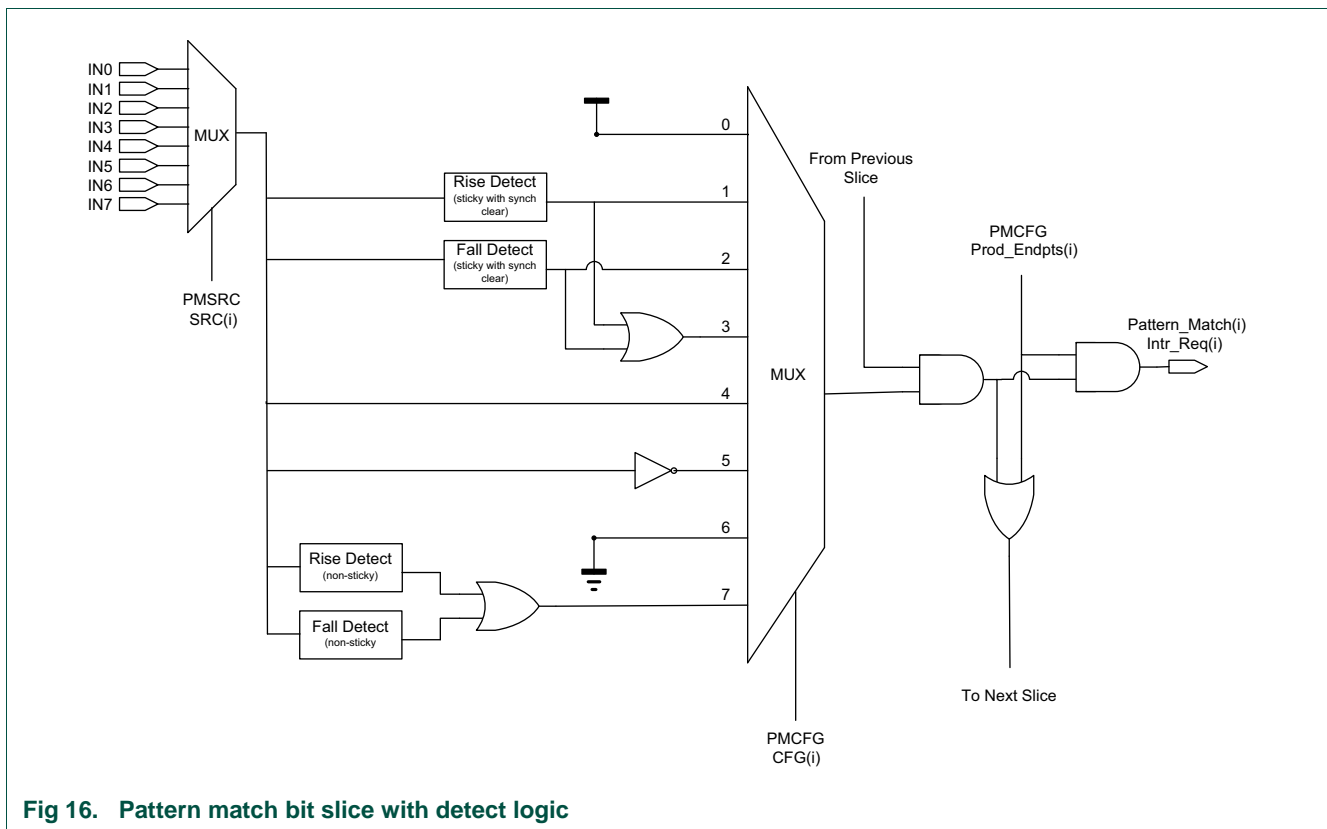 IN0
IN1
IN2
IN3
IN4
IN5
IN6
IN7
MUX
PMSRC
SRC(i)
Rise Detect
(sticky with synch
clear)
Fall Detect
(sticky with synch
clear)
Rise Detect
(non-sticky)
Fall Detect
(non-sticky
0
1
2
3
4
5
6
7
MUX
PMCFG
CFG(i)
From Previous
Slice
PMCFG
Prod_Endpts(i)
Pattern_Match(i)
Intr_Req(i)
To Next Slice
Fig 16. Pattern match bit slice with detect logic